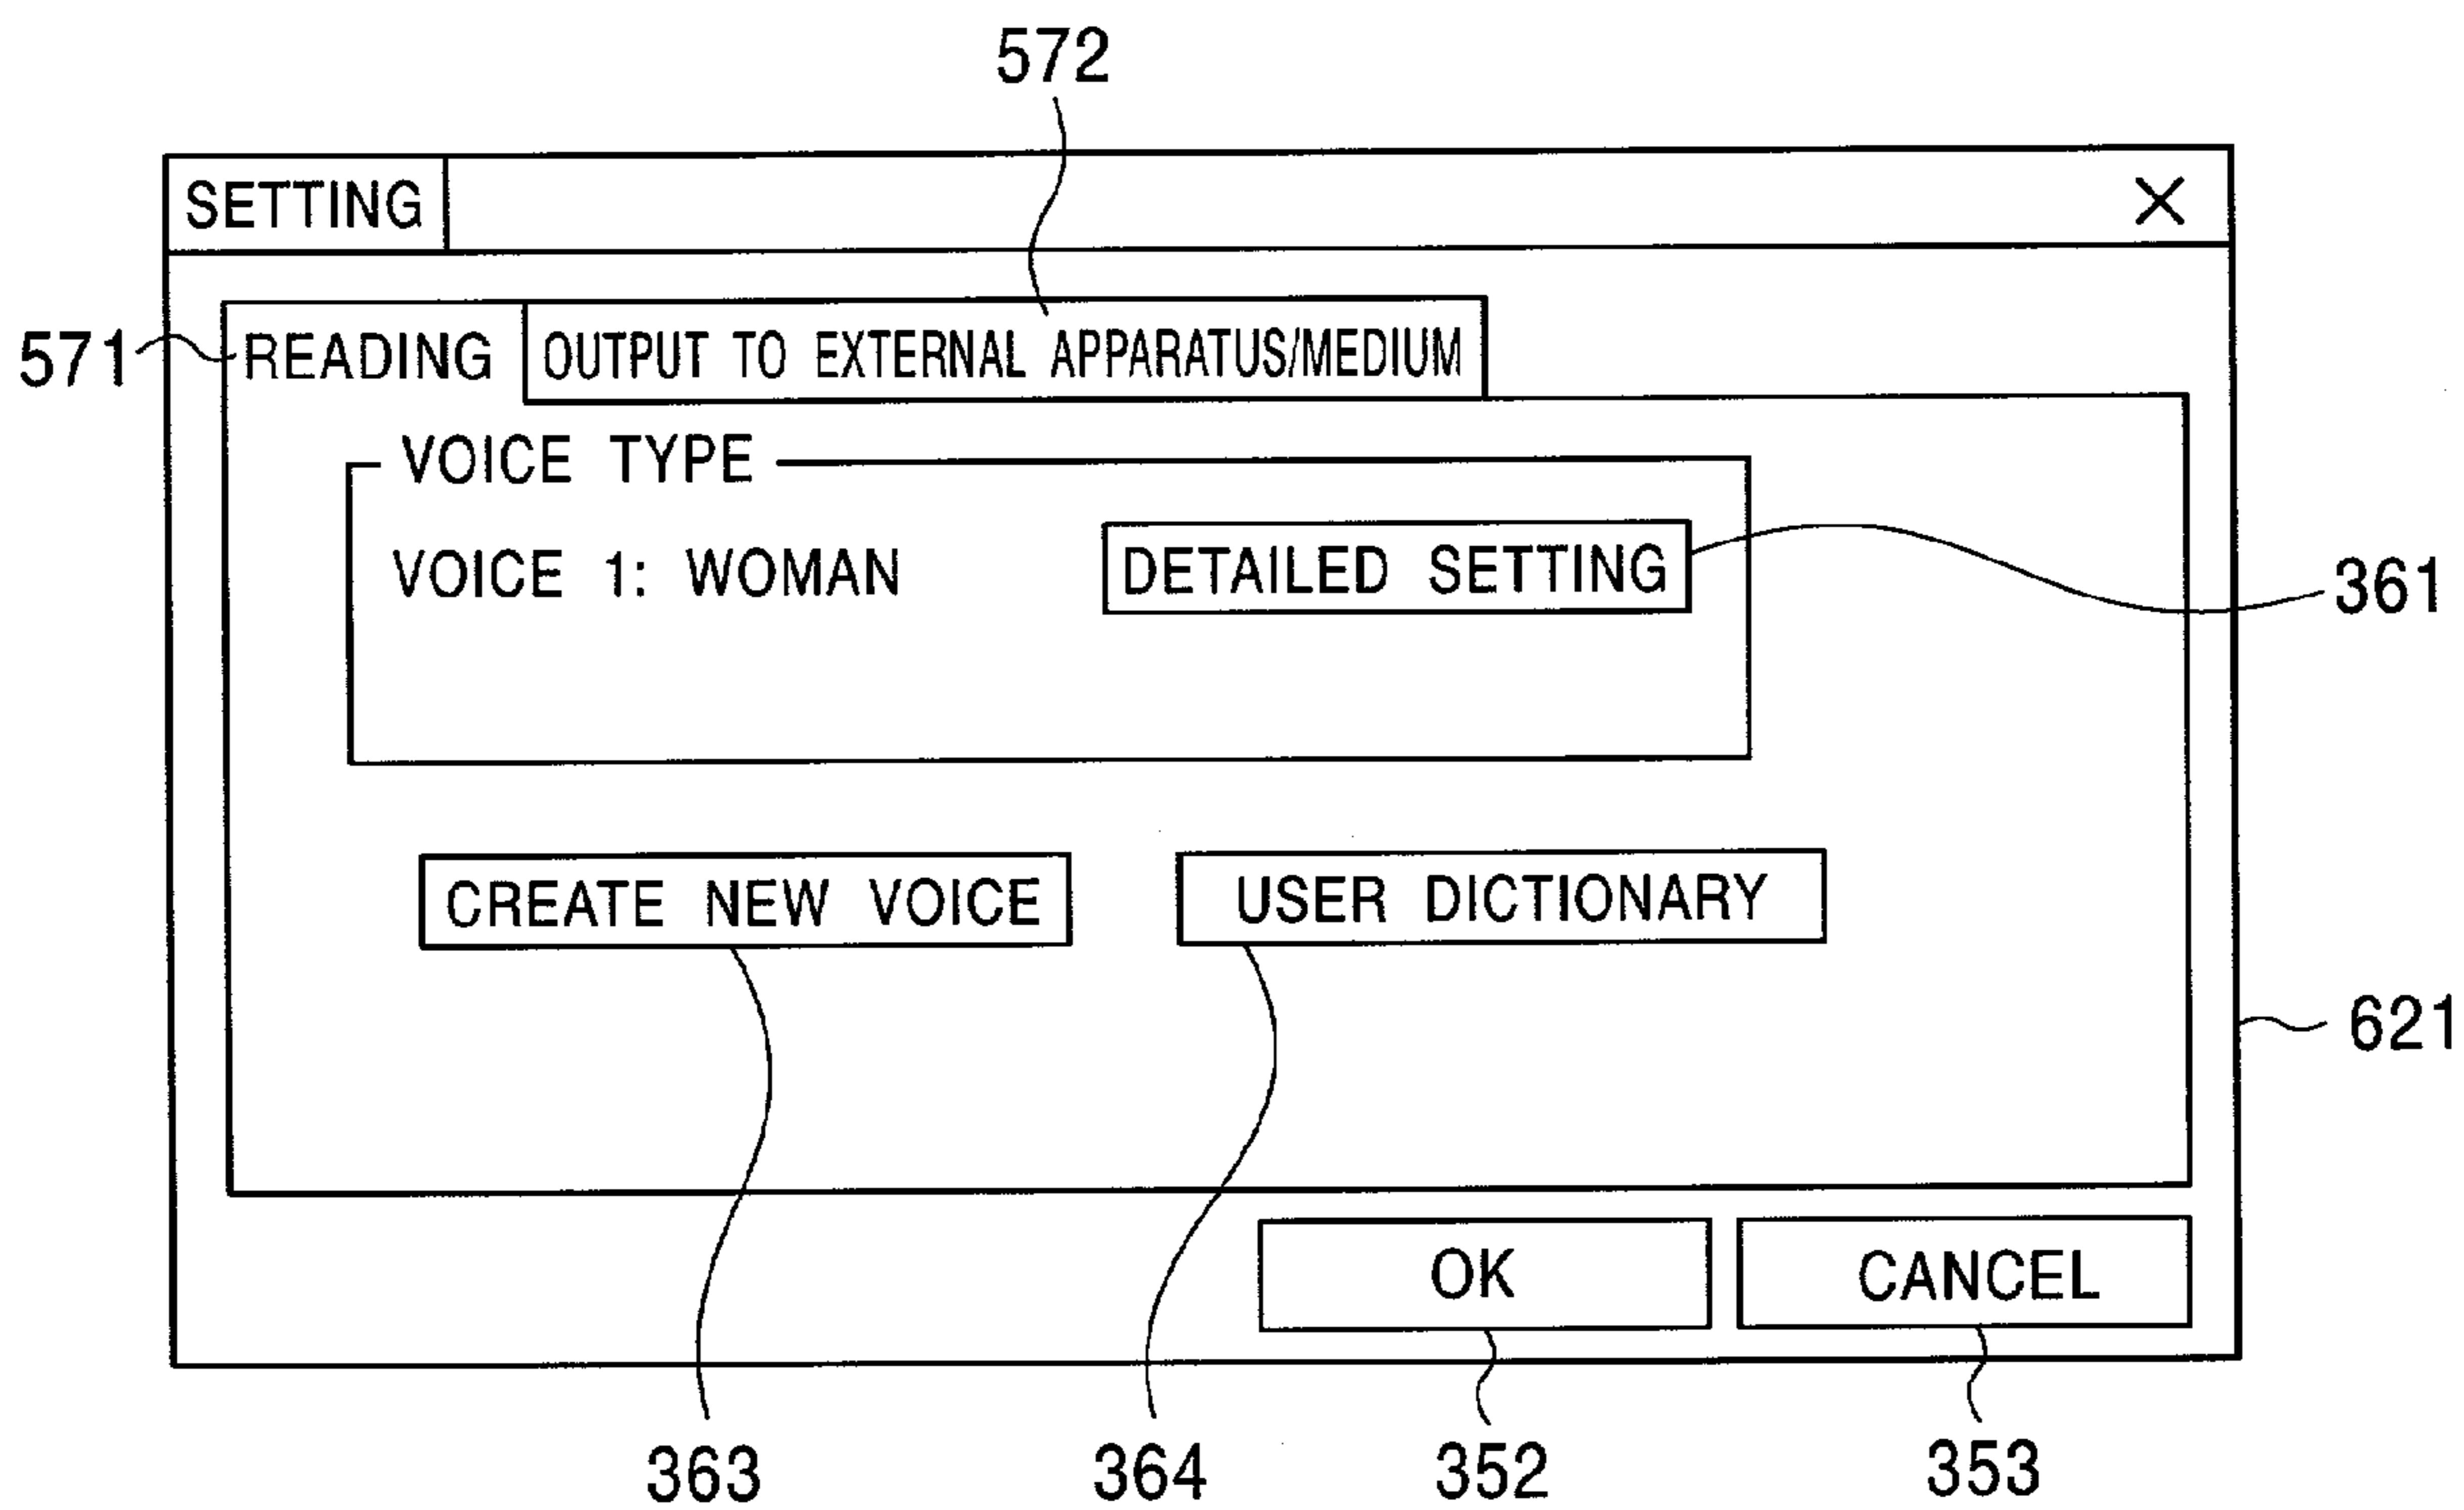 572
SETTING X
571 READING OUTPUT TO EXTERNAL APPARATUS/MEDIUM
VOICE TYPE
VOICE 1: WOMAN DETAILED SETTING 361
CREATE NEW VOICE USER DICTIONARY
621
OK CANCEL
363 364 352 353